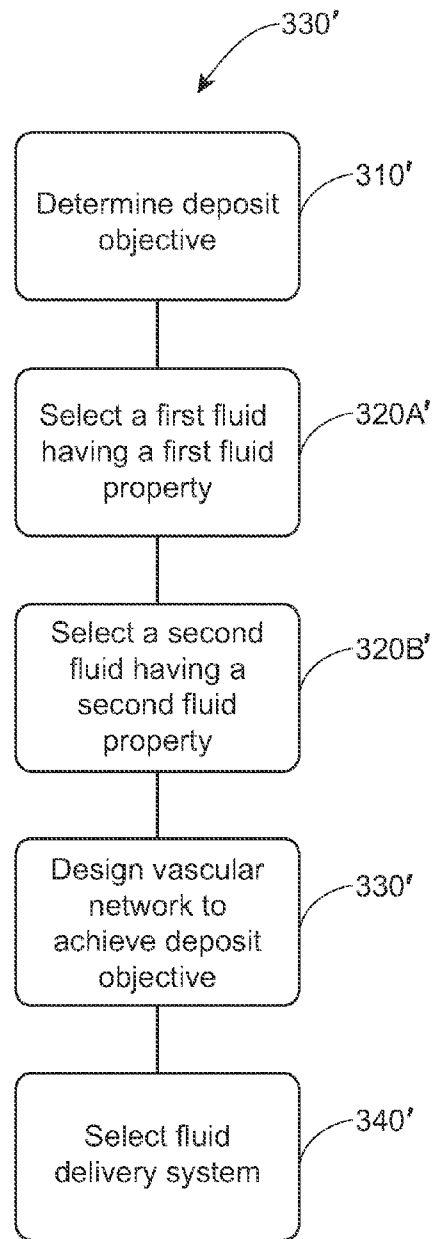 330′
Determine deposit
objective
310′
Select a first fluid
having a first fluid
property
320A′
Select a second
fluid having a
second fluid
property
320B′
Design vascular
network to
achieve deposit
objective
330′
Select fluid
delivery system
340′